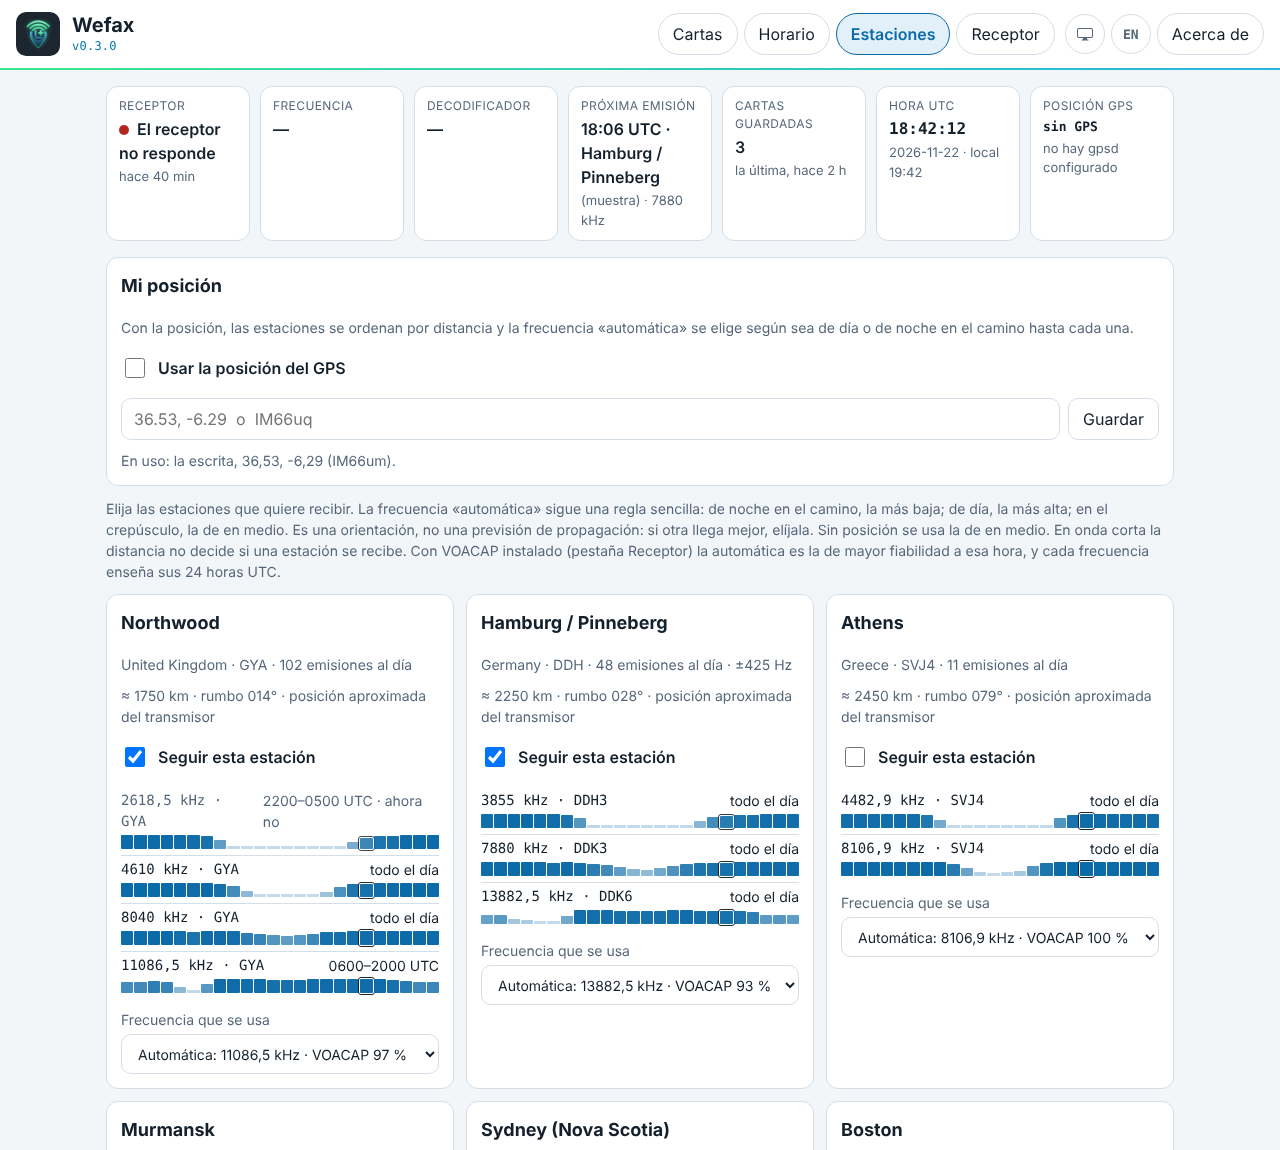 Wefax
v0.3.0
Cartas
Horario
Estaciones
Receptor
EN
Acerca de
RECEPTOR
El receptor
no responde
hace 40 min
FRECUENCIA
—
DECODIFICADOR
—
PRÓXIMA EMISIÓN
18:06 UTC ·
Hamburg /
Pinneberg
(muestra) · 7880
kHz
CARTAS
GUARDADAS
3
la última, hace 2 h
HORA UTC
18:42:12
2026-11-22 · local
19:42
POSICIÓN GPS
sin GPS
no hay gpsd
configurado
Mi posición
Con la posición, las estaciones se ordenan por distancia y la frecuencia «automática» se elige según sea de día o de noche en el camino hasta cada una.
Usar la posición del GPS
36.53, -6.29 o IM66uq
Guardar
En uso: la escrita, 36,53, -6,29 (IM66um).
Elija las estaciones que quiere recibir. La frecuencia «automática» sigue una regla sencilla: de noche en el camino, la más baja; de día, la más alta; en el
crepúsculo, la de en medio. Es una orientación, no una previsión de propagación: si otra llega mejor, elíjala. Sin posición se usa la de en medio. En onda corta la
distancia no decide si una estación se recibe. Con VOACAP instalado (pestaña Receptor) la automática es la de mayor fiabilidad a esa hora, y cada frecuencia
enseña sus 24 horas UTC.
Northwood
United Kingdom · GYA · 102 emisiones al día
≈ 1750 km · rumbo 014° · posición aproximada
del transmisor
Seguir esta estación
2618,5 kHz ·
GYA
2200–0500 UTC · ahora
no
4610 kHz · GYA
todo el día
8040 kHz · GYA
todo el día
11086,5 kHz · GYA
0600–2000 UTC
Frecuencia que se usa
Automática: 11086,5 kHz · VOACAP 97 %
Hamburg / Pinneberg
Germany · DDH · 48 emisiones al día · ±425 Hz
≈ 2250 km · rumbo 028° · posición aproximada
del transmisor
Seguir esta estación
3855 kHz · DDH3
todo el día
7880 kHz · DDK3
todo el día
13882,5 kHz · DDK6
todo el día
Frecuencia que se usa
Automática: 13882,5 kHz · VOACAP 93 %
Athens
Greece · SVJ4 · 11 emisiones al día
≈ 2450 km · rumbo 079° · posición aproximada
del transmisor
Seguir esta estación
4482,9 kHz · SVJ4
todo el día
8106,9 kHz · SVJ4
todo el día
Frecuencia que se usa
Automática: 8106,9 kHz · VOACAP 100 %
Murmansk
Sydney (Nova Scotia)
Boston